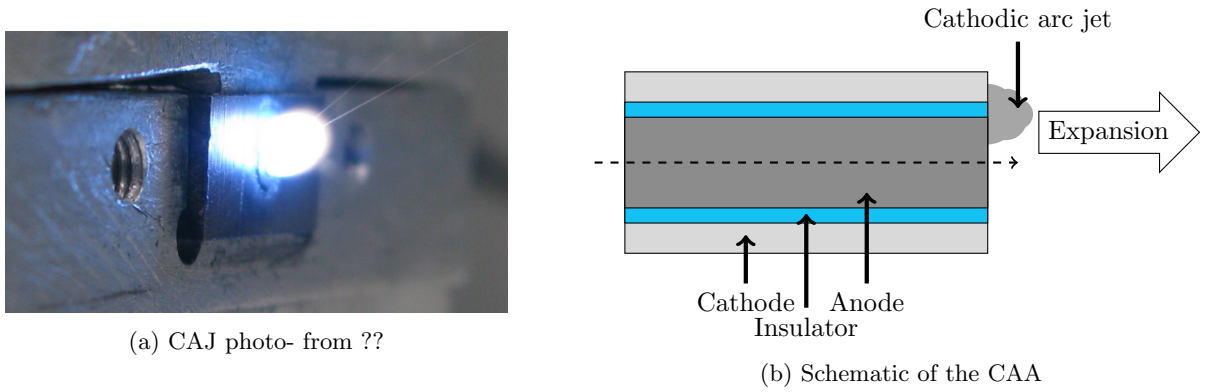 Cathodic arc jet
Expansion
Cathode
Anode
Insulator
(a) CAJ photo- from ??
(b) Schematic of the CAA